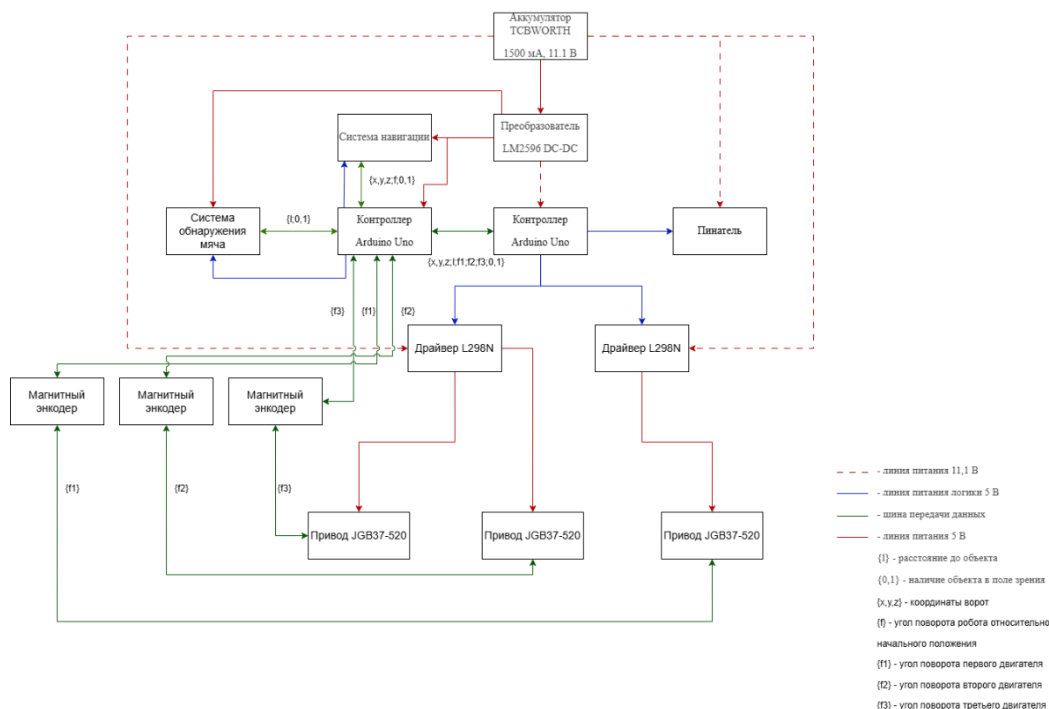 Аккумулятор
TCBWORTH
1500 мА, 11.1 В
Преобразователь
LM2596 DC-DC
Система навигации
{x,y,z;f;0,1}
Система
обнаружения
мяча
{l;0,1}
Контроллер
Arduino Uno
Контроллер
Arduino Uno
Пинатель
{x,y,z;l;f1;f2;f3;0,1}
{f3}
{f1}
{f2}
Драйвер L298N
Драйвер L298N
Магнитный
энкодер
Магнитный
энкодер
Магнитный
энкодер
{f1}
{f2}
{f3}
Привод JGB37-520
Привод JGB37-520
Привод JGB37-520
- линия питания 11,1 В
- линия питания логики 5 В
- шина передачи данных
- линия питания 5 В
{l} - расстояние до объекта
{0,1} - наличие объекта в поле зрения
{x,y,z} - координаты ворот
{f} - угол поворота робота относительно
начального положения
{f1} - угол поворота первого двигателя
{f2} - угол поворота второго двигателя
{f3} - угол поворота третьего двигателя